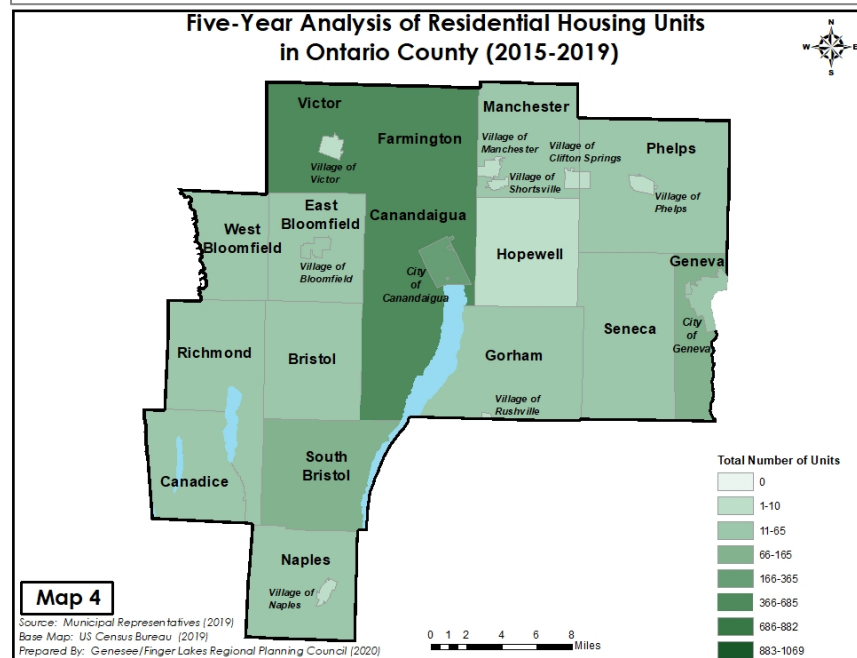 Five-Year Analysis of Residential Housing Units
in Ontario County (2015-2019)
N
W E
S
Victor
Manchester
Farmington
Village of
Manchester
Village of
Clifton Springs
Phelps
Village of
Victor
Village of
Shortsville
Village of
Phelps
East
Bloomfield
West
Bloomfield
Canandaigua
Hopewell
Village of
Bloomfield
City
of
Canandaigua
Geneva
City
of
Geneva
Seneca
Richmond
Bristol
Gorham
Village of
Rushville
South
Bristol
Canadice
Naples
Village of
Naples
Total Number of Units
0
1-10
11-65
66-165
166-365
366-685
686-882
883-1069
Map 4
Source: Municipal Representatives (2019)
Base Map: US Census Bureau (2019)
Prepared By: Genesee/Finger Lakes Regional Planning Council (2020)
0 1 2 4 6 8
Miles